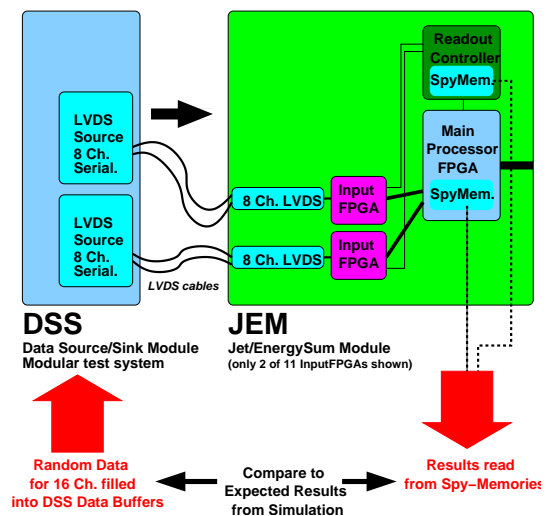 LVDS
Source
8 Ch.
Serial.
LVDS
Source
8 Ch.
Serial.
LVDS cables
DSS
Data Source/Sink Module
Modular test system
Readout
Controller
SpyMem.
Main
Processor
FPGA
SpyMem.
8 Ch. LVDS
Input
FPGA
8 Ch. LVDS
Input
FPGA
JEM
Jet/EnergySum Module
(only 2 of 11 InputFPGAs shown)
Random Data
for 16 Ch. filled
into DSS Data Buffers
Compare to
Expected Results
from Simulation
Results read
from Spy−Memories